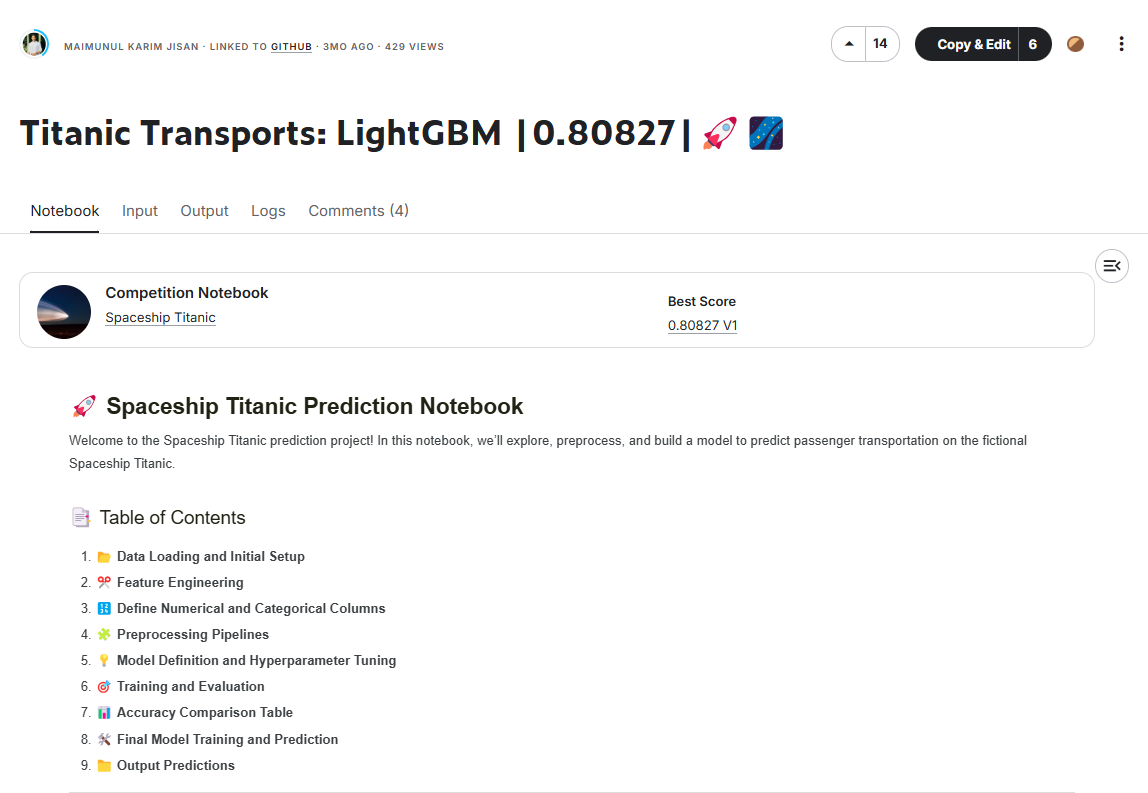 MAIMUNUL KARIM JISAN · LINKED TO GITHUB · 3MO AGO · 429 VIEWS
14
Copy & Edit 6
Titanic Transports: LightGBM |0.80827| 🚀 🌌
Notebook Input Output Logs Comments (4)
Competition Notebook
Spaceship Titanic
Best Score
0.80827 V1
🚀 Spaceship Titanic Prediction Notebook
Welcome to the Spaceship Titanic prediction project! In this notebook, we'll explore, preprocess, and build a model to predict passenger transportation on the fictional
Spaceship Titanic.
📑 Table of Contents
1. 📂 Data Loading and Initial Setup
2. ✂️ Feature Engineering
3. 🔢 Define Numerical and Categorical Columns
4. 🧩 Preprocessing Pipelines
5. 💡 Model Definition and Hyperparameter Tuning
6. 🎯 Training and Evaluation
7. 📊 Accuracy Comparison Table
8. 🛠️ Final Model Training and Prediction
9. 📁 Output Predictions